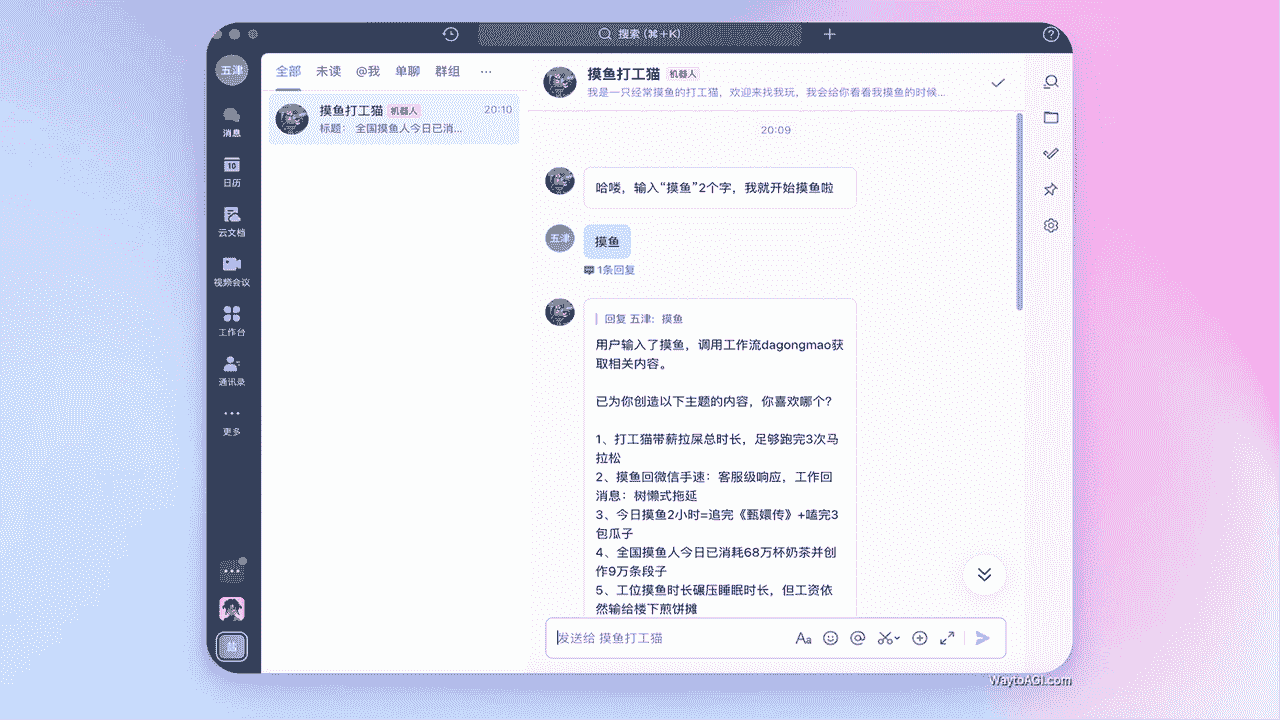 搜索 (⌘+K)
五津
消息
10
日历
云文档
视频会议
工作台
通讯录
更多
全部 未读 @我 单聊 群组 ...
摸鱼打工猫 机器人 20:10
标题: 全国摸鱼人今日已消...
摸鱼打工猫 机器人
我是一只经常摸鱼的打工猫，欢迎来找我玩，我会给你看看我摸鱼的时候...
20:09
哈喽，输入“摸鱼”2个字，我就开始摸鱼啦
五津
摸鱼
1条回复
回复 五津: 摸鱼
用户输入了摸鱼，调用工作流dagongmao获
取相关内容。
已为你创造以下主题的内容，你喜欢哪个?
1、打工猫带薪拉屎总时长，足够跑完3次马
拉松
2、摸鱼回微信手速：客服级响应，工作回
消息：树懒式拖延
3、今日摸鱼2小时=追完《甄嬛传》+嗑完3
包瓜子
4、全国摸鱼人今日已消耗68万杯奶茶并创
作9万条段子
5、工位摸鱼时长碾压睡眠时长，但工资依
然输给楼下煎饼摊
发送给 摸鱼打工猫
Aa
WaytoAGI.com